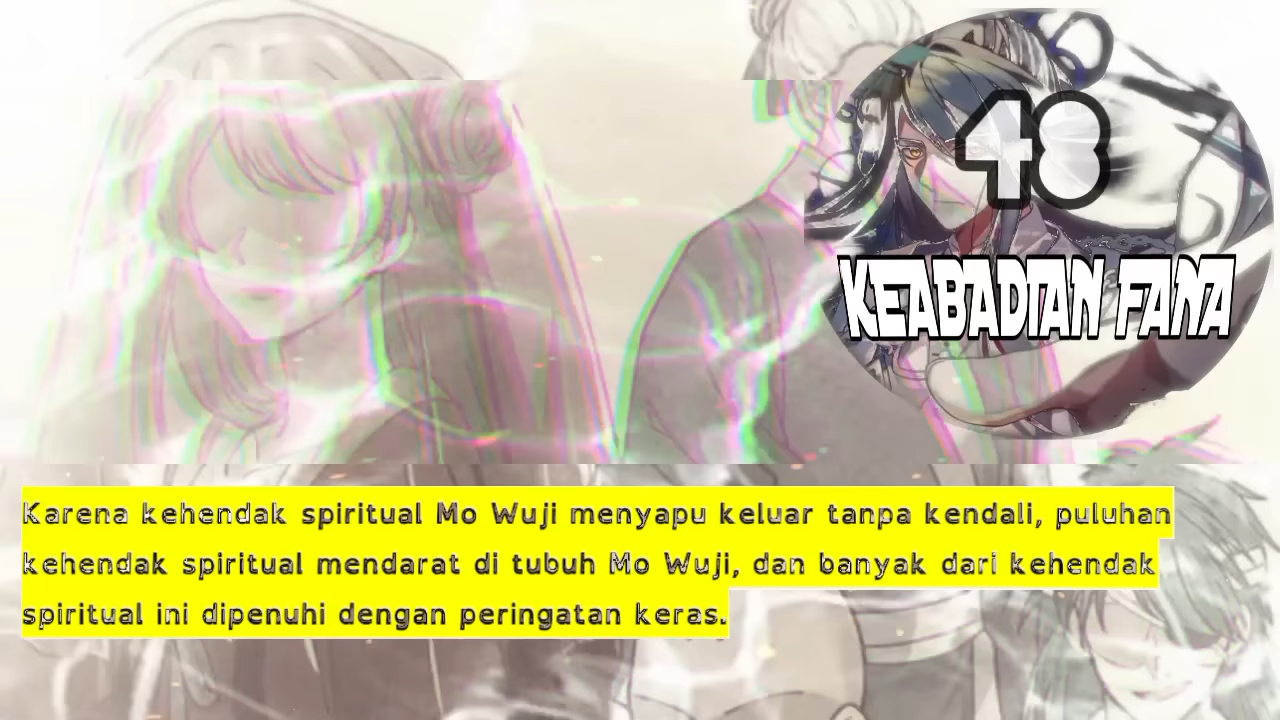 48
KEABADIAN FANA
Karena kehendak spiritual Mo Wuji menyapu keluar tanpa kendali, puluhan
kehendak spiritual mendarat di tubuh Mo Wuji, dan banyak dari kehendak
spiritual ini dipenuhi dengan peringatan keras.